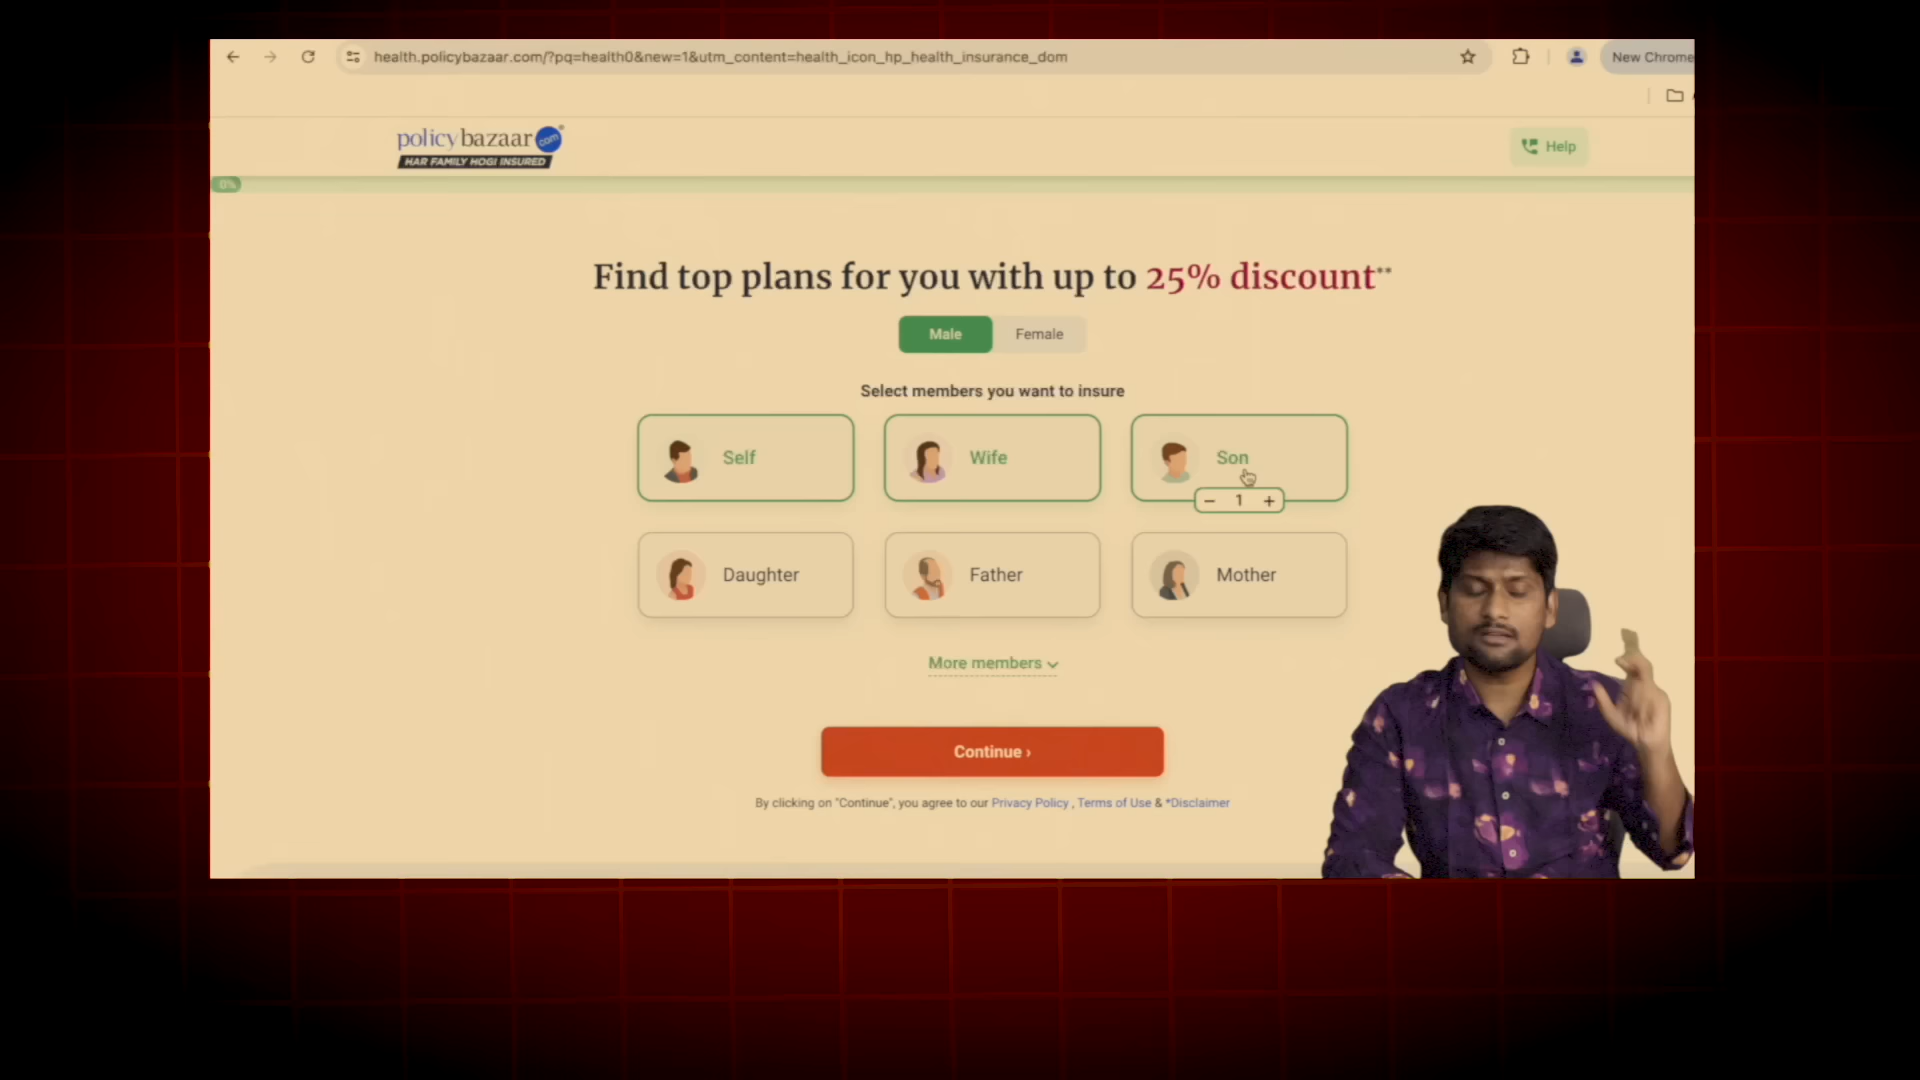 health.policybazaar.com/?pq=health0&new=1&utm_content=health_icon_hp_health_insurance_dom
New Chrome
policybazaar.com
HAR FAMILY HOGI INSURED
Help
0%
Find top plans for you with up to 25% discount**
Male Female
Select members you want to insure
Self Wife Son
− 1 +
Daughter Father Mother
More members
Continue ›
By clicking on "Continue", you agree to our Privacy Policy , Terms of Use & *Disclaimer